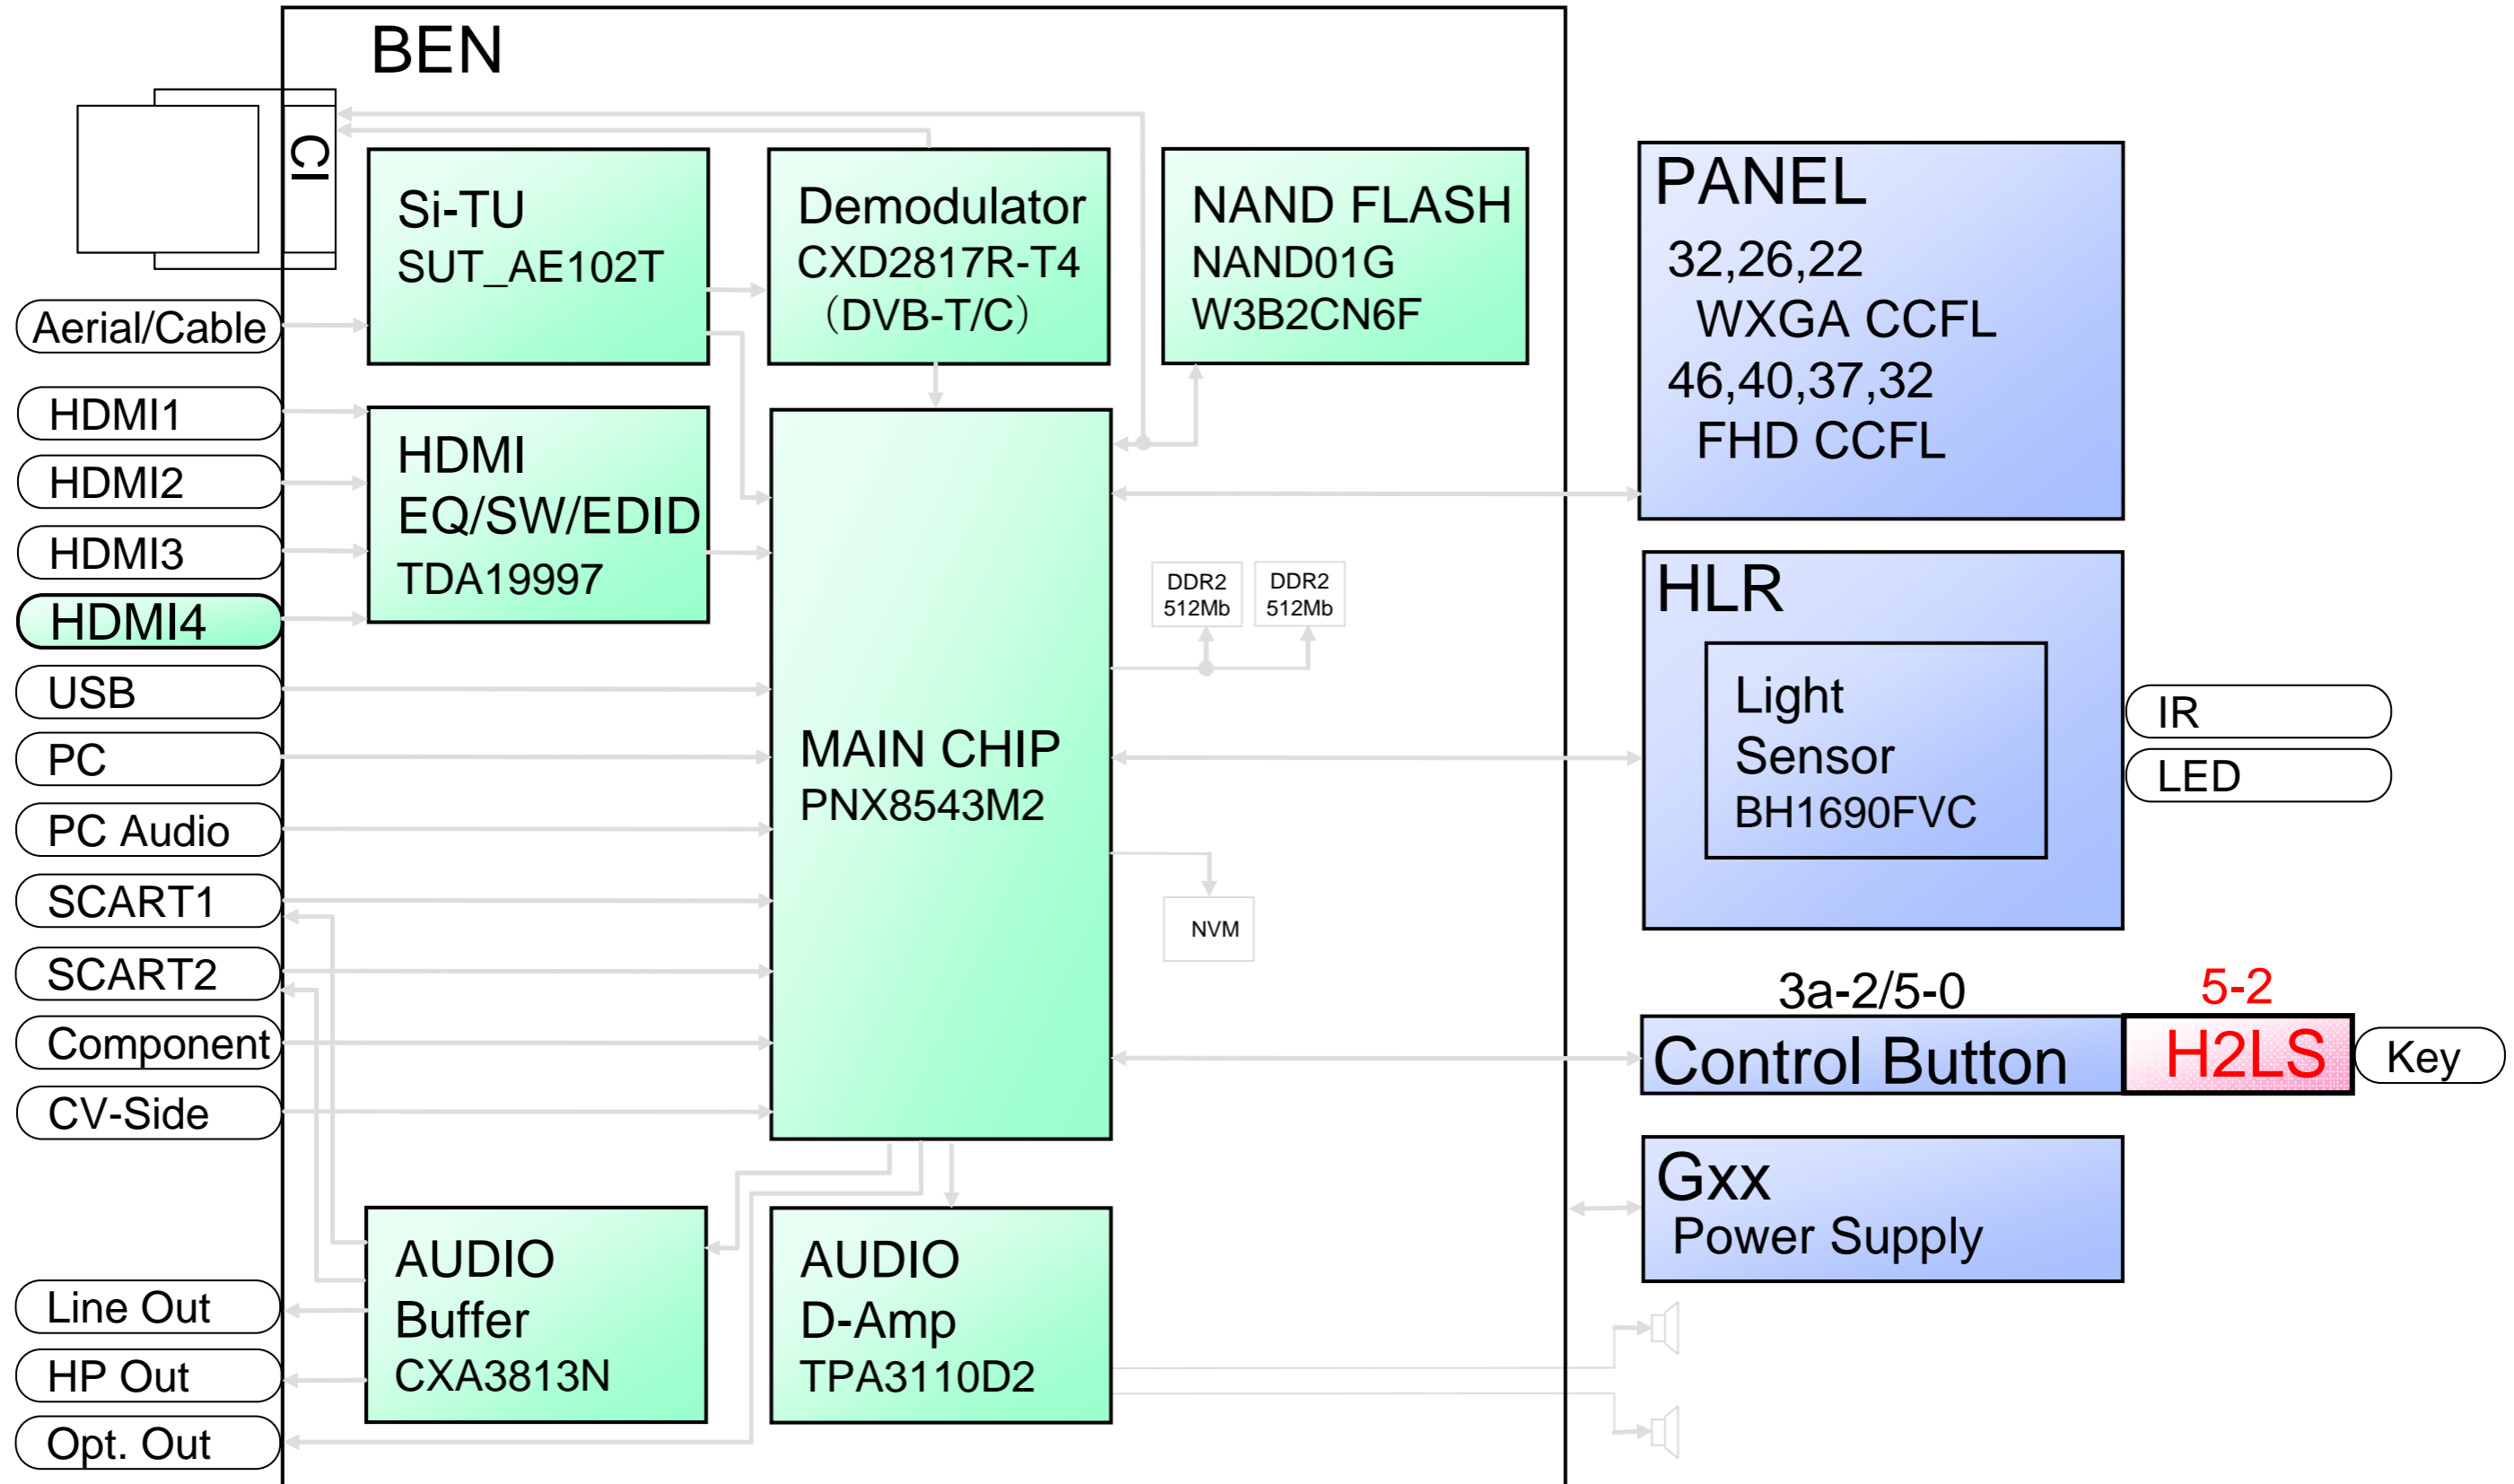 BEN
CI
Si-TU
SUT_AE102T
Demodulator
CXD2817R-T4
（DVB-T/C）
NAND FLASH
NAND01G
W3B2CN6F
PANEL
32,26,22
WXGA CCFL
46,40,37,32
FHD CCFL
Aerial/Cable
HDMI1
HDMI2
HDMI3
HDMI4
USB
PC
PC Audio
SCART1
SCART2
Component
CV-Side
Line Out
HP Out
Opt. Out
HDMI
EQ/SW/EDID
TDA19997
MAIN CHIP
PNX8543M2
DDR2
512Mb
DDR2
512Mb
NVM
HLR
Light
Sensor
BH1690FVC
IR
LED
3a-2/5-0
5-2
Control Button
H2LS
Key
Gxx
Power Supply
AUDIO
Buffer
CXA3813N
AUDIO
D-Amp
TPA3110D2